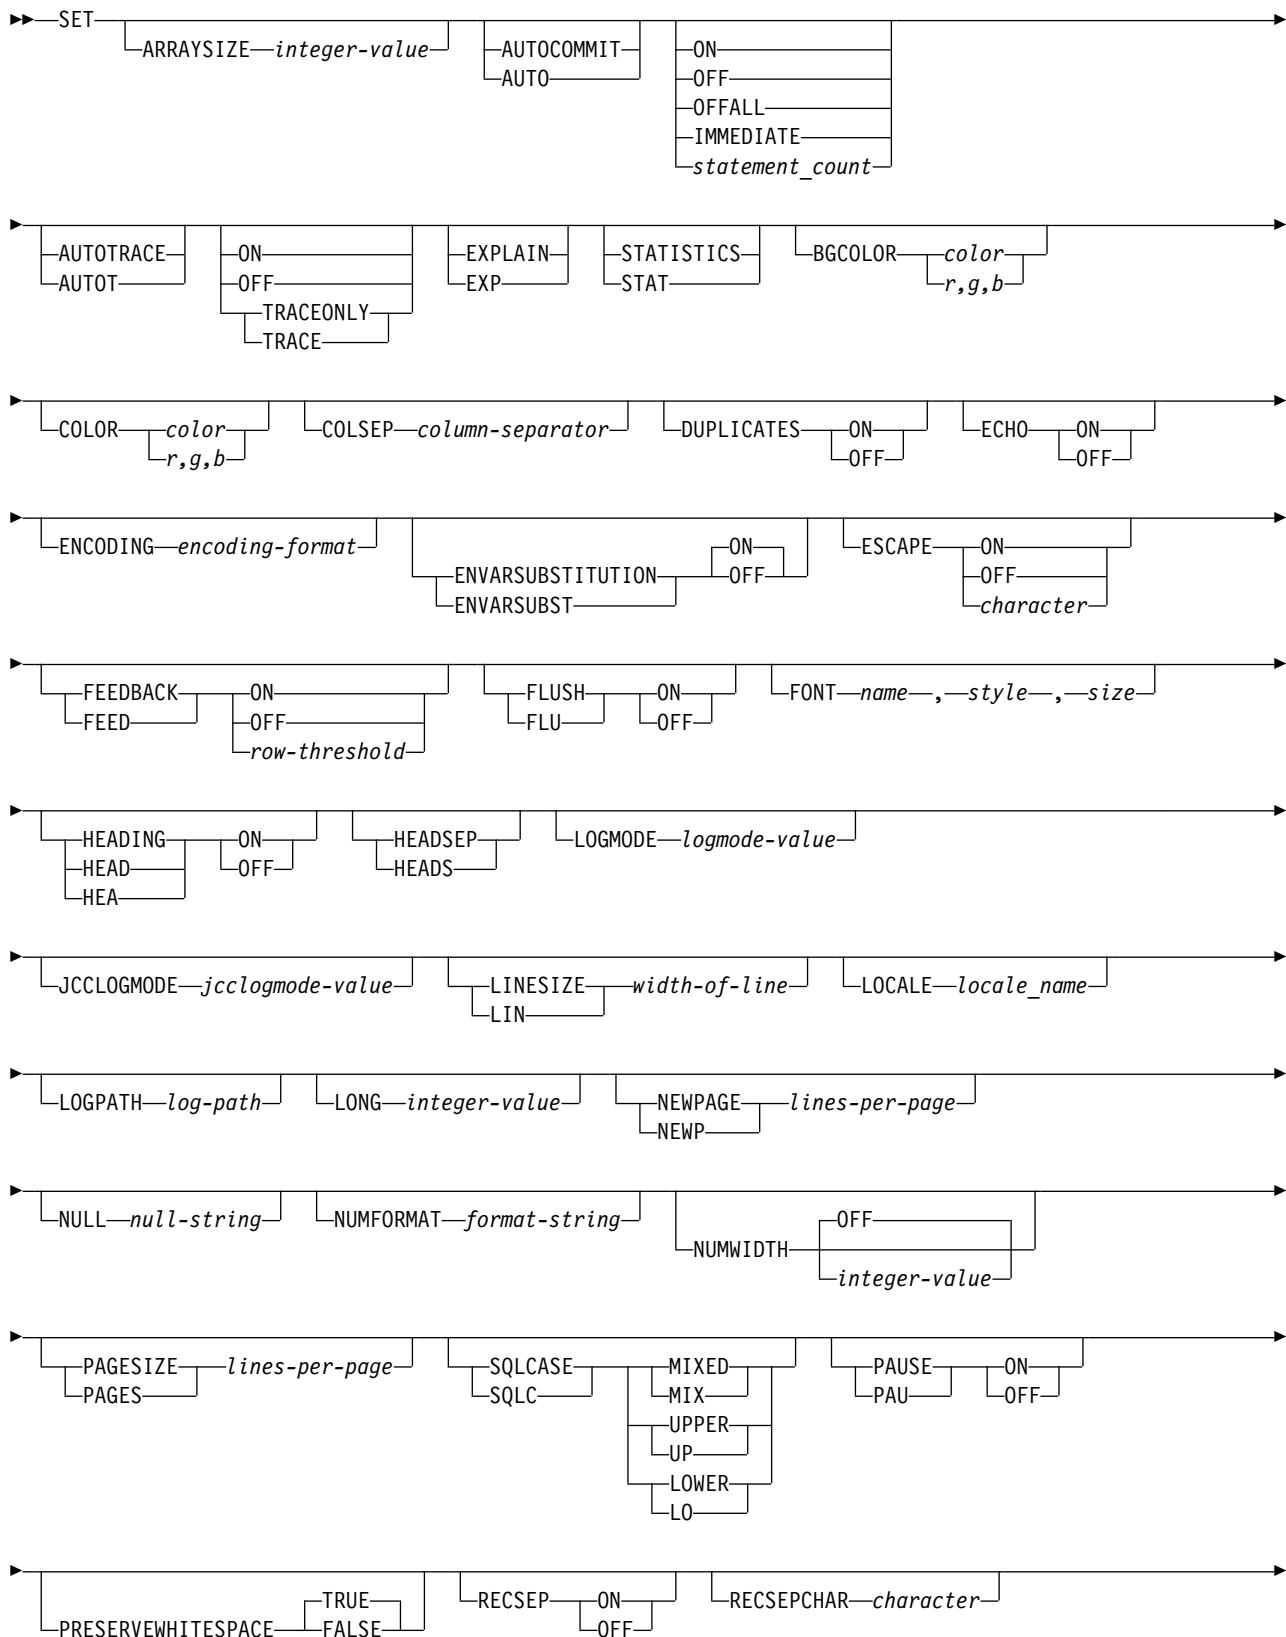 SET
ARRAYSIZE integer-value AUTOCOMMIT ON
AUTO OFF
OFFALL
IMMEDIATE
statement_count
AUTOTRACE ON EXPLAIN STATISTICS BGCOLOR color
AUTOT OFF EXP STAT r,g,b
TRACEONLY
TRACE
COLOR color COLSEP column-separator DUPLICATES ON ECHO ON
r,g,b OFF OFF
ENCODING encoding-format ON ESCAPE ON
ENVARSUBSTITUTION OFF OFF
ENVARSUBST character
FEEDBACK ON FLUSH ON FONT name , style , size
FEED OFF FLU OFF
row-threshold
HEADING ON HEADSEP LOGMODE logmode-value
HEAD OFF HEADS
HEA
JCCLOGMODE jcclogmode-value LINESIZE width-of-line LOCALE locale_name
LIN
LOGPATH log-path LONG integer-value NEWPAGE lines-per-page
NEWP
NULL null-string NUMFORMAT format-string OFF
NUMWIDTH
integer-value
PAGESIZE lines-per-page SQLCASE MIXED PAUSE ON
PAGES SQLC MIX PAU OFF
UPPER
UP
LOWER
LO
TRUE RECSEP ON RECSEPCHAR character
PRESERVEWHITESPACE FALSE OFF